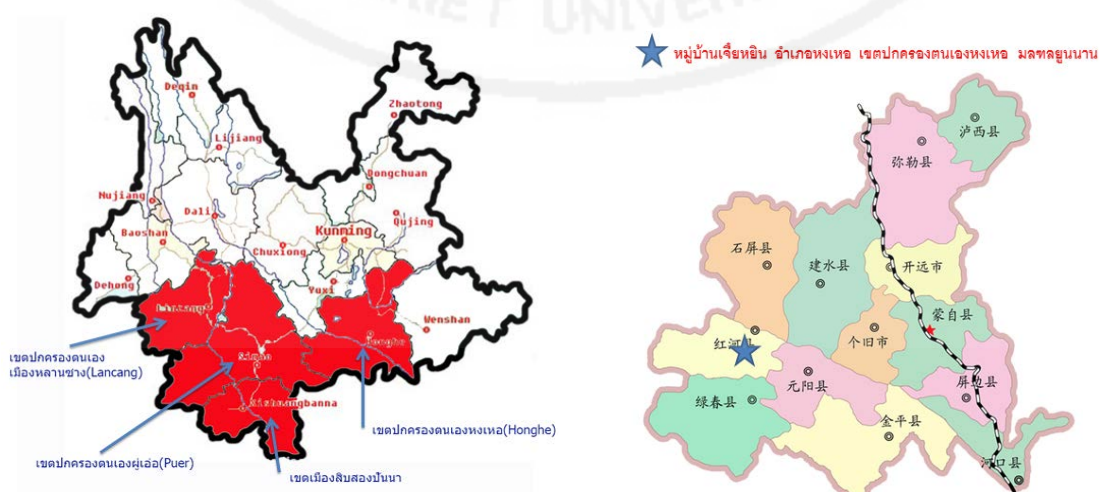 Deqin
Zhaotong
Lijiang
Dongchuan
Nujiang
Dali
Qujing
Baoshan
Kunming
Chuxiong
Dehong
Yuxi
Wenshan
Lincang
Honghe
Simao
Xishuangbanna
เขตปกครองตนเอง
เมืองหลานซาง(Lancang)
เขตปกครองตนเองหงเหอ(Honghe)
เขตปกครองตนเองผู่เอ๋อ(Puer)
เขตเมืองสิบสองปันนา
หมู่บ้านเจี๋ยหยิน อำเภอหงเหอ เขตปกครองตนเองหงเหอ มลฑลยูนนาน
泸西县
弥勒县
石屏县
建水县
开远市
蒙自县
红河县
个旧市
元阳县
屏边县
绿春县
金平县
河口县